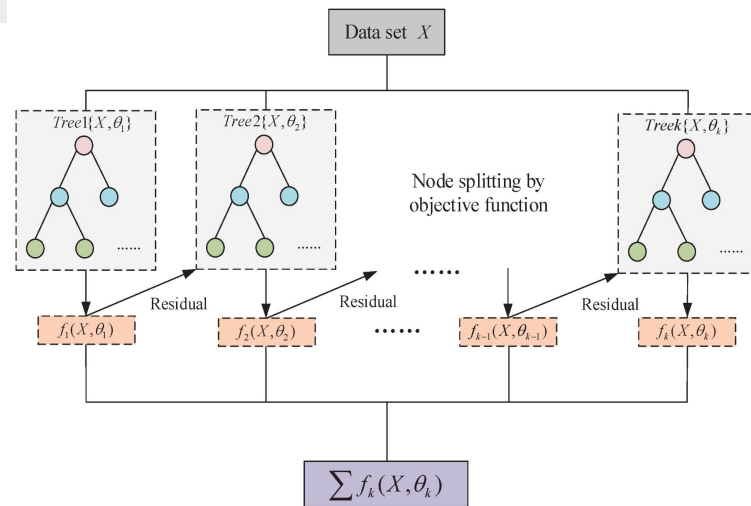 Data set X
Tree1{X,θ₁}
Tree2{X,θ₂}
Treek{X,θₖ}
Node splitting by
objective function
......
......
......
......
Residual
Residual
Residual
f₁(X,θ₁)
f₂(X,θ₂)
......
fₖ₋₁(X,θₖ₋₁)
fₖ(X,θₖ)
∑ fₖ(X,θₖ)